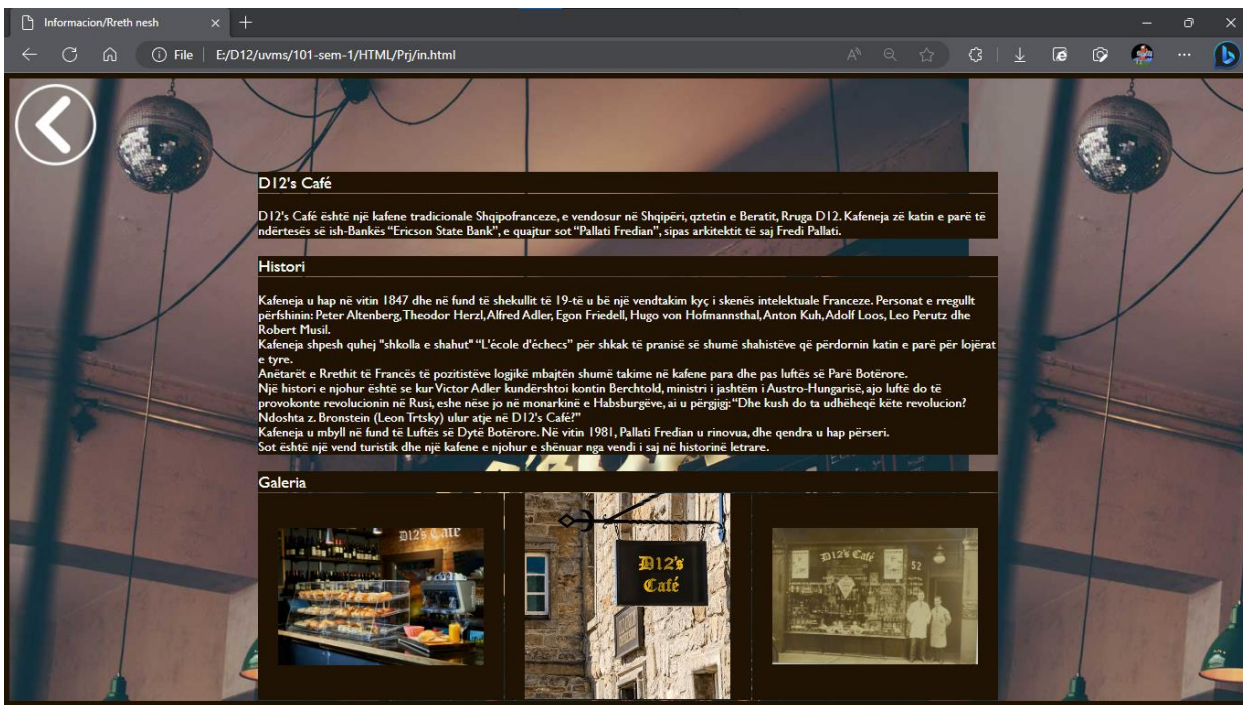 Informacion/Rreth nesh
File
E:/D12/uvms/101-sem-1/HTML/Prj/in.html
D12's Café
D12's Café është një kafene tradicionale Shqipofranceze, e vendosur në Shqipëri, qztetin e Beratit, Rruga D12. Kafeneja zë katin e parë të
ndërtesës së ish-Bankës “Ericson State Bank”, e quajtur sot “Pallati Fredian”, sipas arkitektit të saj Fredi Pallati.
Histori
Kafeneja u hap në vitin 1847 dhe në fund të shekullit të 19-të u bë një vendtakim kyç i skenës intelektuale Franceze. Personat e rregullt
përfshinin: Peter Altenberg, Theodor Herzl, Alfred Adler, Egon Friedell, Hugo von Hofmannsthal, Anton Kuh, Adolf Loos, Leo Perutz dhe
Robert Musil.
Kafeneja shpesh quhej "shkolla e shahut" “L'école d'échecs” për shkak të pranisë së shumë shahistëve që përdornin katin e parë për lojërat
e tyre.
Anëtarët e Rrethit të Francës të pozitistëve logjikë mbajtën shumë takime në kafene para dhe pas luftës së Parë Botërore.
Një histori e njohur është se kur Victor Adler kundërshtoi kontin Berchtold, ministri i jashtëm i Austro-Hungarisë, ajo luftë do të
provokonte revolucionin në Rusi, eshe nëse jo në monarkinë e Habsburgëve, ai u përgjigj: “Dhe kush do ta udhëheqë këte revolucion?
Ndoshta z. Bronstein (Leon Trtsky) ulur atje në D12's Café?”
Kafeneja u mbyll në fund të Luftës së Dytë Botërore. Në vitin 1981, Pallati Fredian u rinovua, dhe qendra u hap përseri.
Sot është një vend turistik dhe një kafene e njohur e shënuar nga vendi i saj në historinë letrare.
Galeria
D12's Café
D12's
Café
D12's Café
52